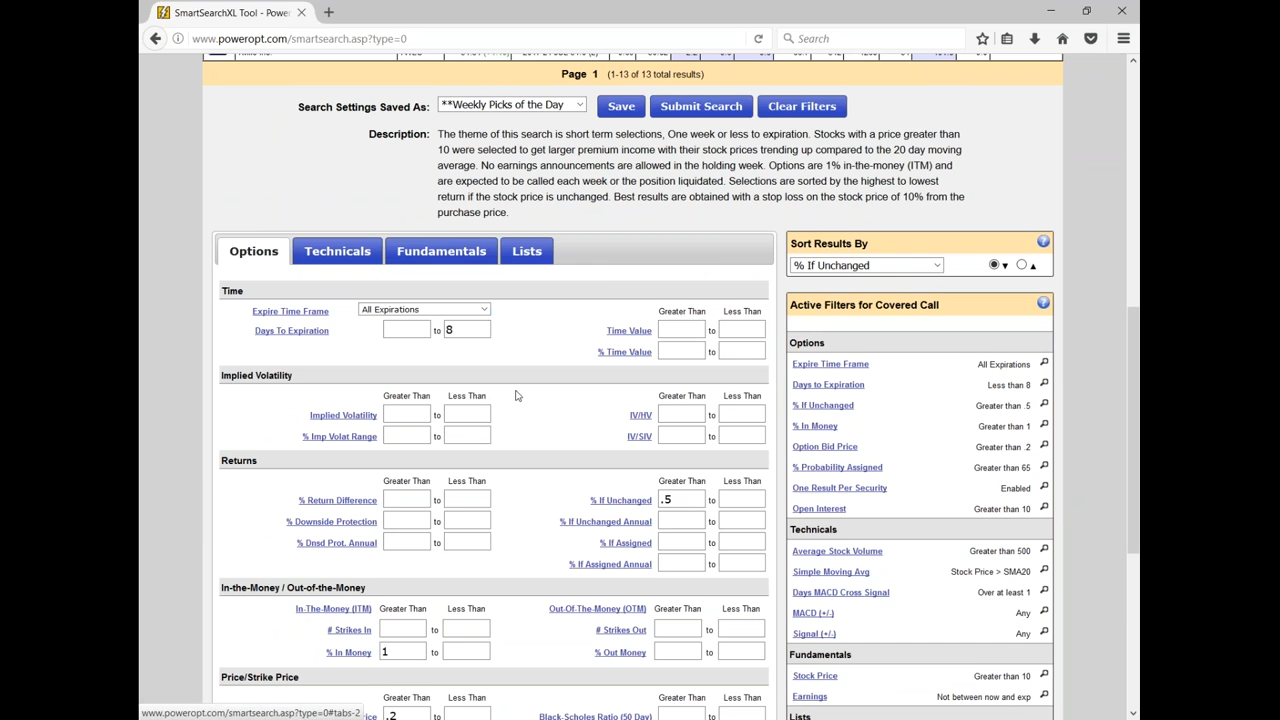 SmartSearchXL Tool - Powe
www.poweropt.com/smartsearch.asp?type=0
Search
Page 1 (1-13 of 13 total results)
Search Settings Saved As: **Weekly Picks of the Day Save Submit Search Clear Filters
Description: The theme of this search is short term selections, One week or less to expiration. Stocks with a price greater than
10 were selected to get larger premium income with their stock prices trending up compared to the 20 day moving
average. No earnings announcements are allowed in the holding week. Options are 1% in-the-money (ITM) and
are expected to be called each week or the position liquidated. Selections are sorted by the highest to lowest
return if the stock price is unchanged. Best results are obtained with a stop loss on the stock price of 10% from the
purchase price.
Options Technicals Fundamentals Lists
Time
Expire Time Frame All Expirations Greater Than Less Than
Days To Expiration to 8 Time Value to
% Time Value to
Implied Volatility
Greater Than Less Than Greater Than Less Than
Implied Volatility to IV/HV to
% Imp Volat Range to IV/SIV to
Returns
Greater Than Less Than Greater Than Less Than
% Return Difference to % If Unchanged .5 to
% Downside Protection to % If Unchanged Annual to
% Dnsd Prot. Annual to % If Assigned to
% If Assigned Annual to
In-the-Money / Out-of-the-Money
In-The-Money (ITM) Greater Than Less Than Out-Of-The-Money (OTM) Greater Than Less Than
# Strikes In to # Strikes Out to
% In Money 1 to % Out Money to
Price/Strike Price
Greater Than Less Than Greater Than Less Than
.2 Black-Scholes Ratio (50 Day)
Sort Results By
% If Unchanged
Active Filters for Covered Call
Options
Expire Time Frame All Expirations
Days to Expiration Less than 8
% If Unchanged Greater than .5
% In Money Greater than 1
Option Bid Price Greater than .2
% Probability Assigned Greater than 65
One Result Per Security Enabled
Open Interest Greater than 10
Technicals
Average Stock Volume Greater than 500
Simple Moving Avg Stock Price > SMA20
Days MACD Cross Signal Over at least 1
MACD (+/-) Any
Signal (+/-) Any
Fundamentals
Stock Price Greater than 10
Earnings Not between now and exp
Lists
www.poweropt.com/smartsearch.asp?type=0#tabs-2